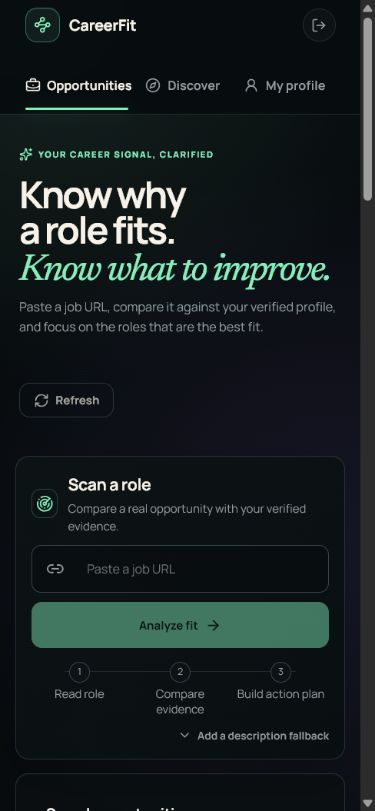 CareerFit
Opportunities
Discover
My profile
YOUR CAREER SIGNAL, CLARIFIED
Know why
a role fits.
Know what to improve.
Paste a job URL, compare it against your verified profile,
and focus on the roles that are the best fit.
Refresh
Scan a role
Compare a real opportunity with your verified
evidence.
Paste a job URL
Analyze fit
1
2
3
Read role
Compare
evidence
Build action plan
Add a description fallback